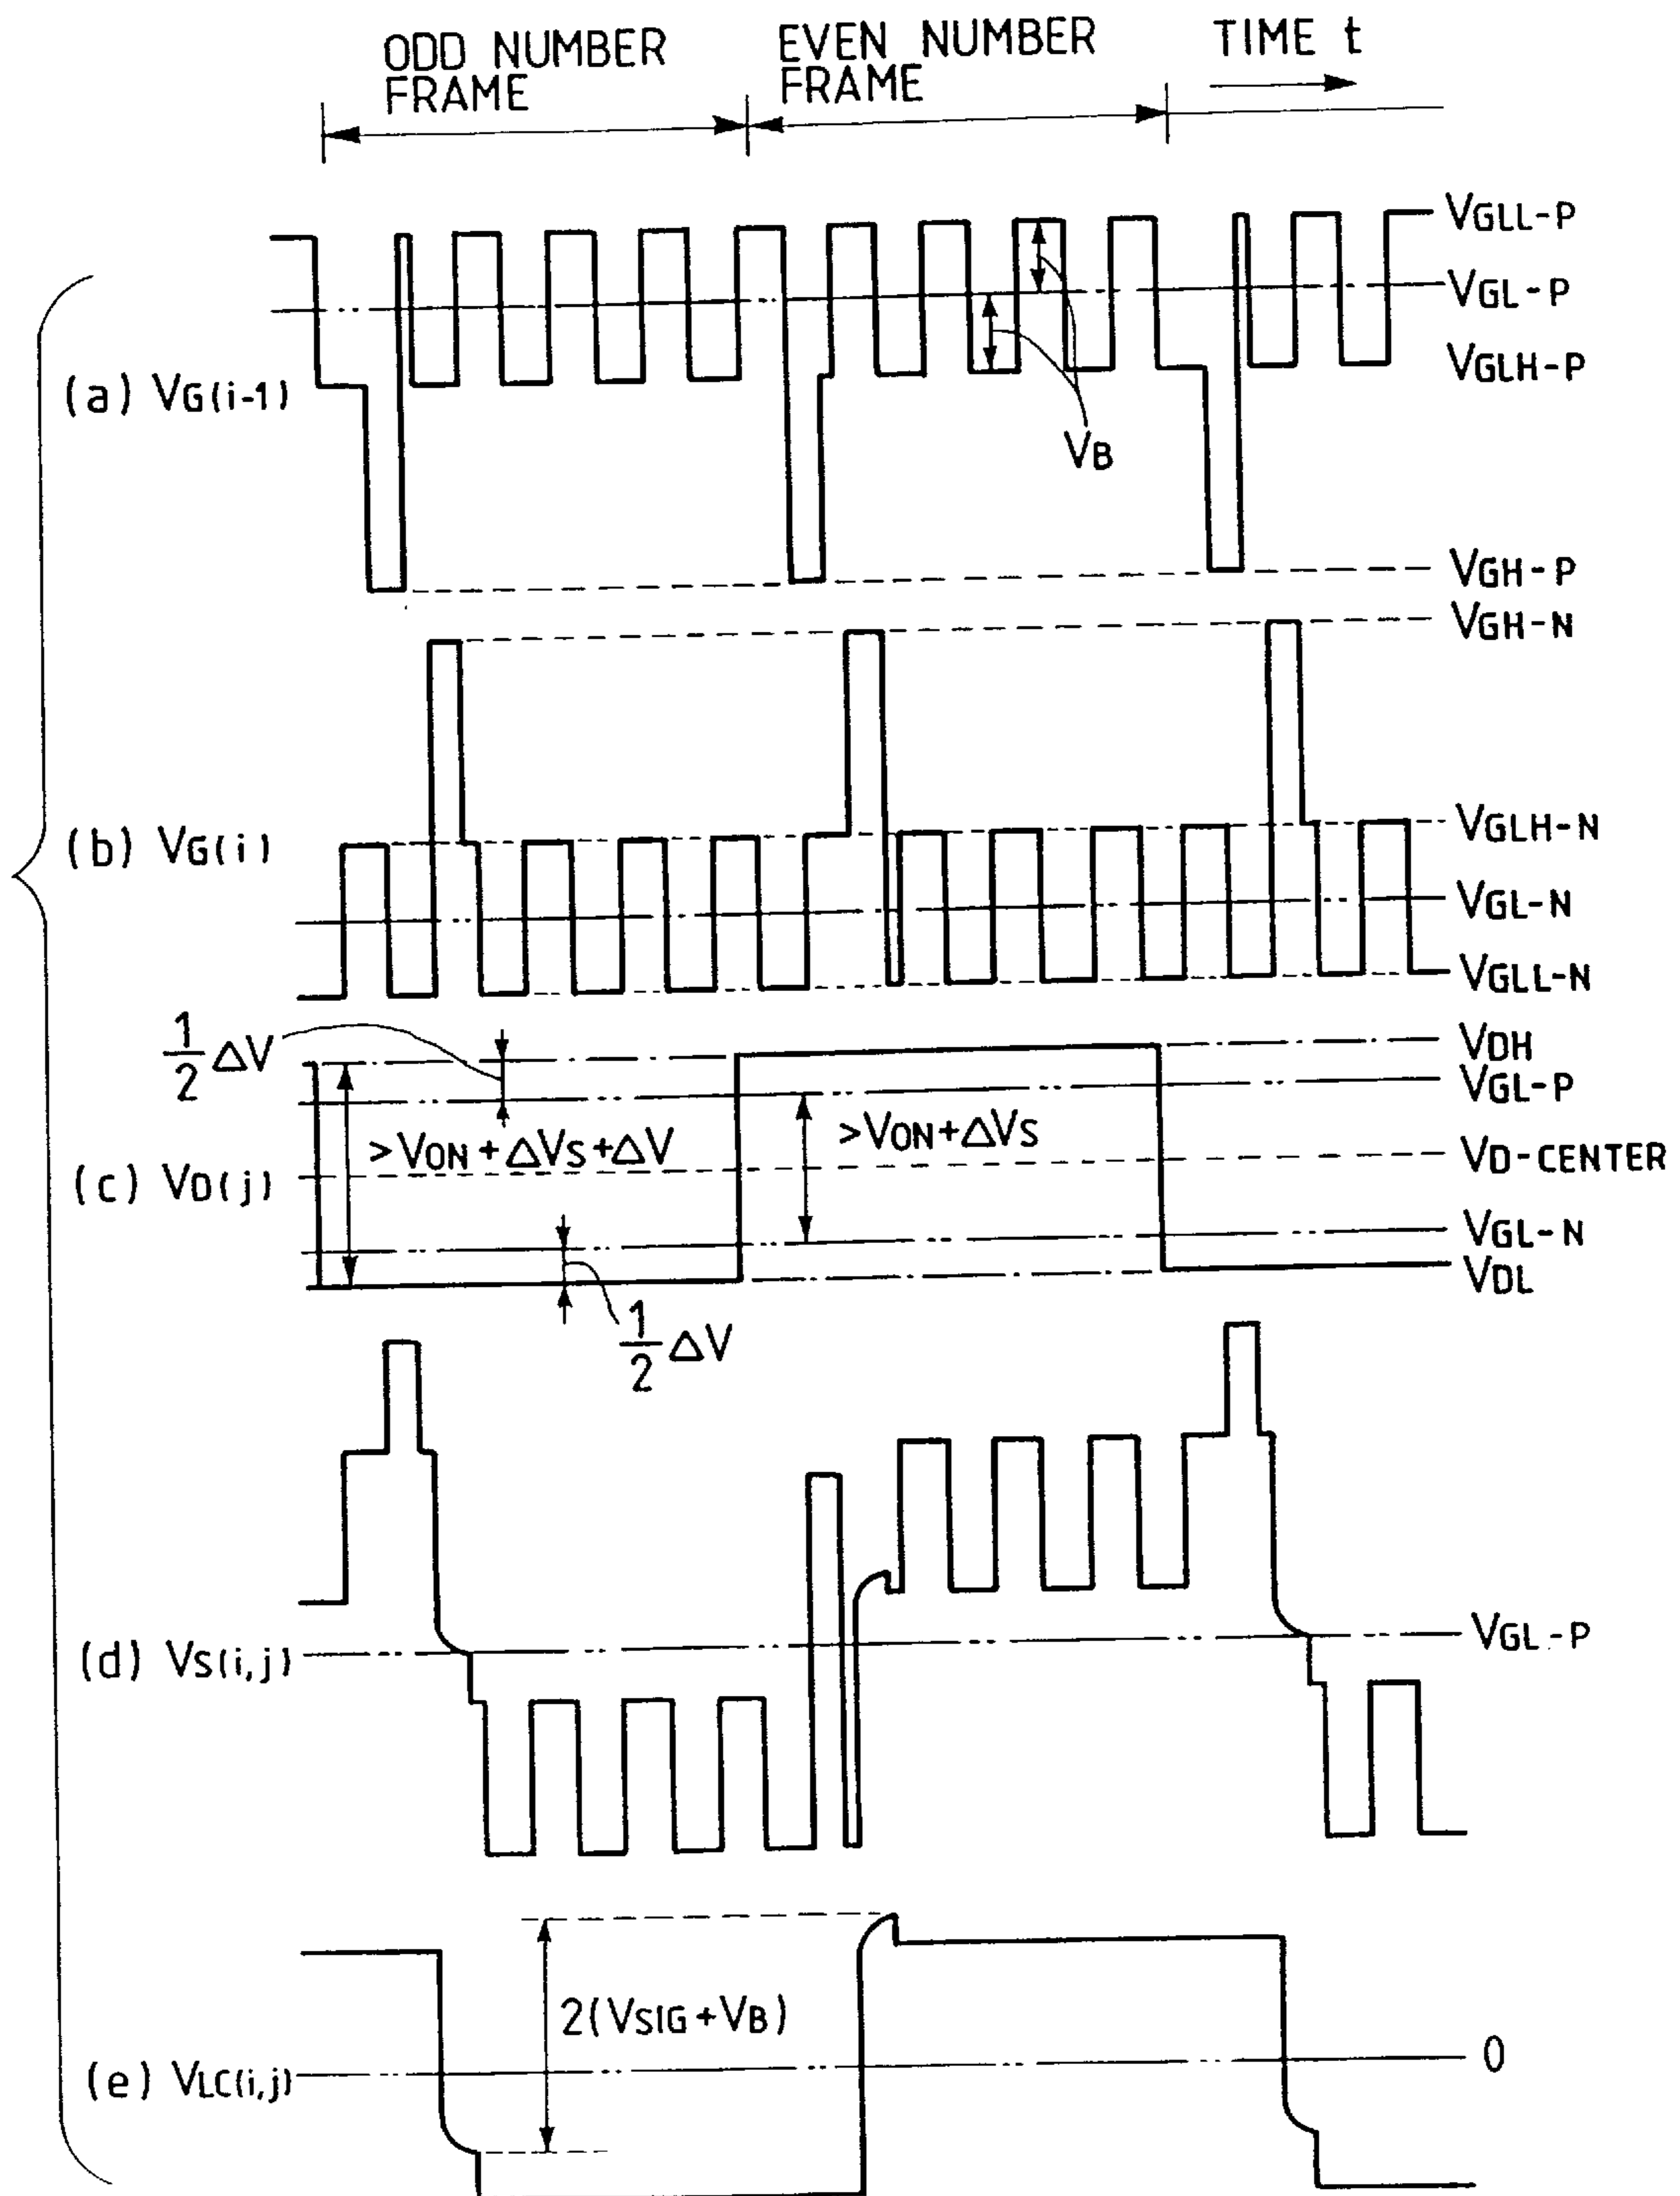 ODD NUMBER
FRAME
EVEN NUMBER
FRAME
TIME t
(a) VG(i-1)
VGLL-P
VGL-P
VGLH-P
VB
VGH-P
(b) VG(i)
VGH-N
VGLH-N
VGL-N
VGLL-N
(c) VD(j)
1/2 ΔV
>VON+ΔVS+ΔV
>VON+ΔVS
1/2 ΔV
VDH
VGL-P
VD-CENTER
VGL-N
VDL
(d) VS(i,j)
VGL-P
(e) VLC(i,j)
2(VSIG+VB)
0